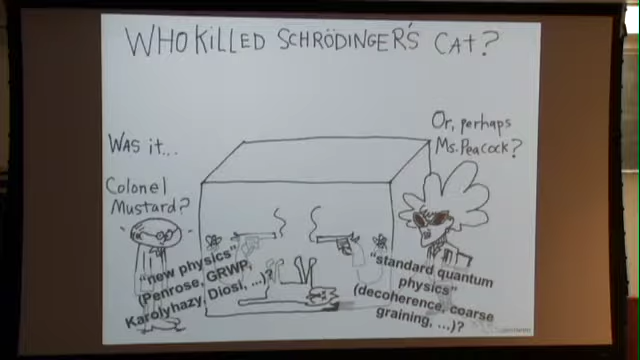 WHO KILLED SCHRÖDINGER'S CAT?
Was it...
Colonel
Mustard?
Or, perhaps
Ms. Peacock?
"new physics"
(Penrose, GRWP,
Karolyhazy, Diosi, ...)?
"standard quantum
physics"
(decoherence, coarse
graining, ...)?